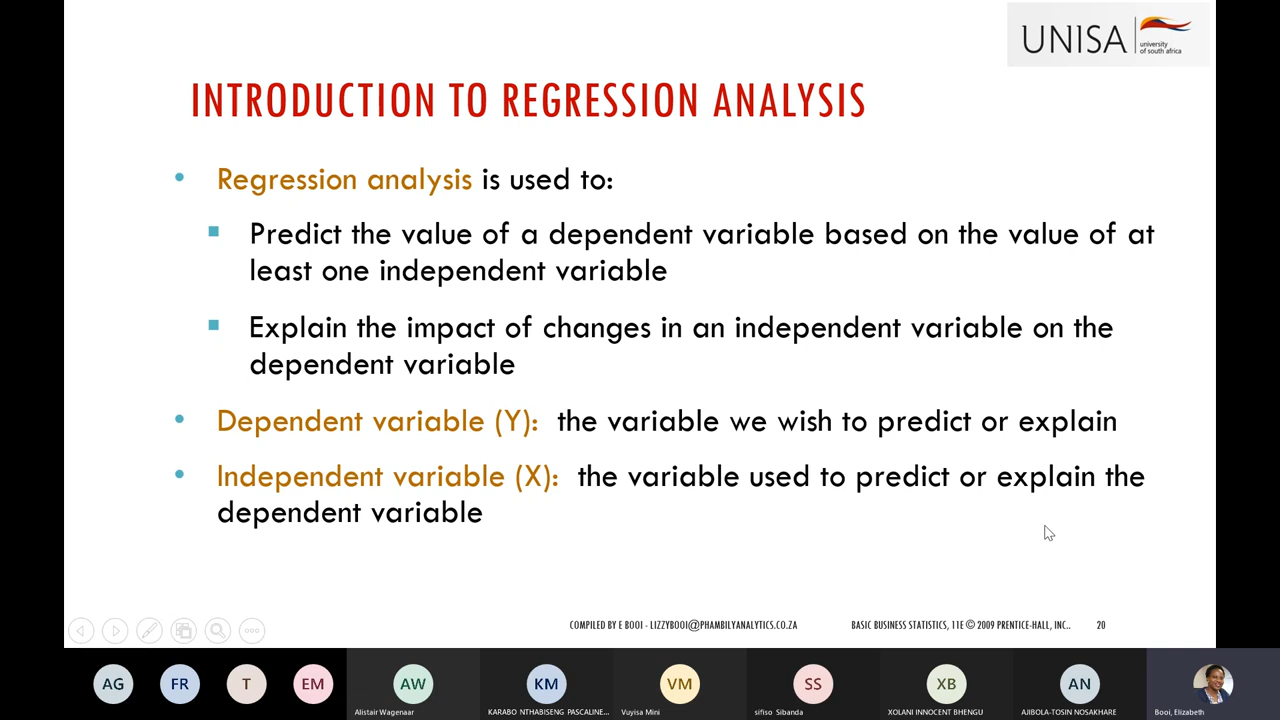 UNISA
university
of south africa
INTRODUCTION TO REGRESSION ANALYSIS
• Regression analysis is used to:
▪ Predict the value of a dependent variable based on the value of at
least one independent variable
▪ Explain the impact of changes in an independent variable on the
dependent variable
• Dependent variable (Y): the variable we wish to predict or explain
• Independent variable (X): the variable used to predict or explain the
dependent variable
COMPILED BY E BOOI - LIZZYBOOI@PHAMBILYANALYTICS.CO.ZA
BASIC BUSINESS STATISTICS, 11E © 2009 PRENTICE-HALL, INC..
20
AG
FR
T
EM
AW
Alistair Wagenaar
KM
KARABO NTHABISENG PASCALINE...
VM
Vuyisa Mini
SS
sifiso Sibanda
XB
XOLANI INNOCENT BHENGU
AN
AJIBOLA-TOSIN NOSAKHARE
Booi, Elizabeth